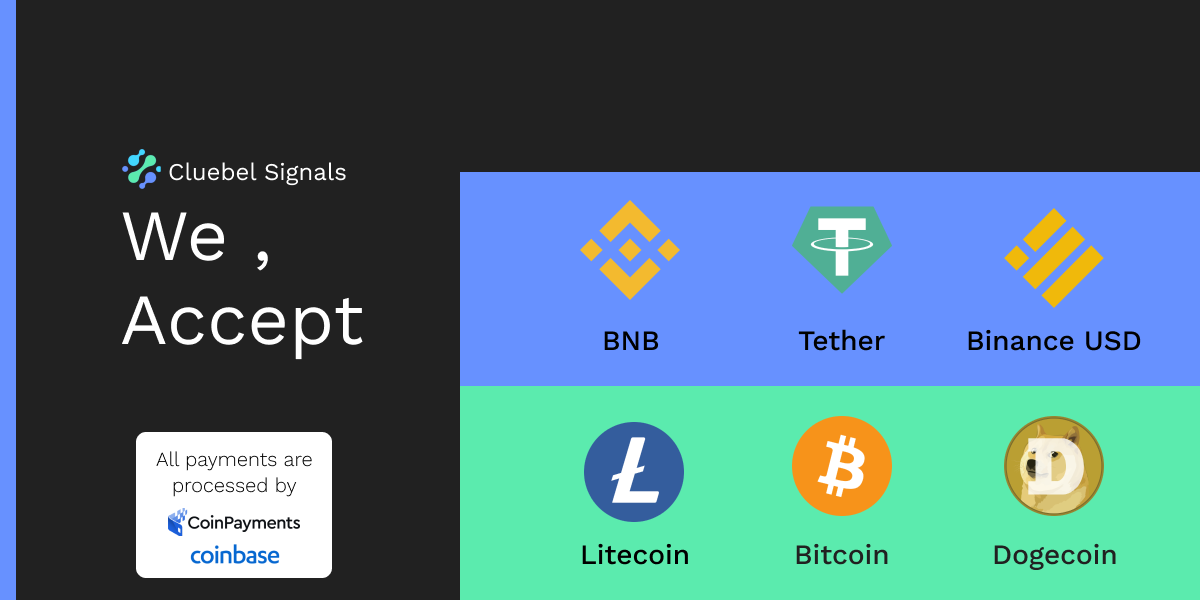 Cluebel Signals
We ,
Accept
All payments are
processed by
CoinPayments
coinbase
BNB
Tether
Binance USD
Litecoin
Bitcoin
Dogecoin